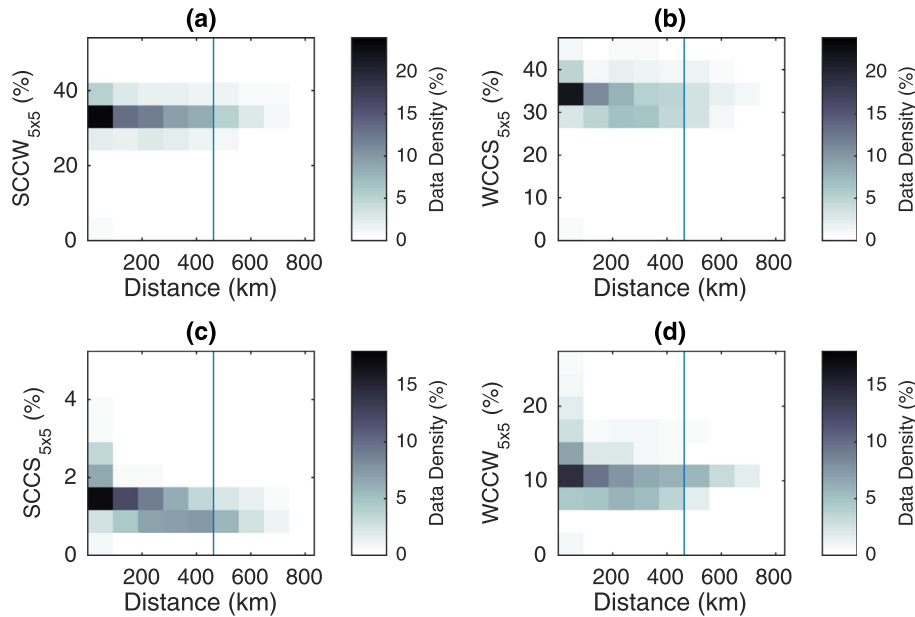 (a)
SCCW5x5 (%)
40
20
0
200 400 600 800
Distance (km)
20
15
10
5
0
Data Density (%)
(b)
WCCS5x5 (%)
40
30
20
10
0
200 400 600 800
Distance (km)
20
15
10
5
0
Data Density (%)
(c)
SCCS5x5 (%)
4
2
0
200 400 600 800
Distance (km)
15
10
5
0
Data Density (%)
(d)
WCCW5x5 (%)
20
10
0
200 400 600 800
Distance (km)
15
10
5
0
Data Density (%)